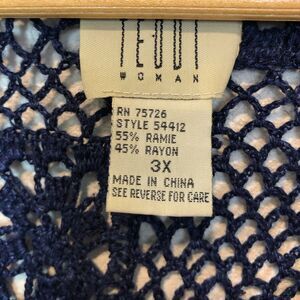 WOMAN
RN 75726
STYLE 54412
55% RAMIE
45% RAYON
3X
MADE IN CHINA
SEE REVERSE FOR CARE